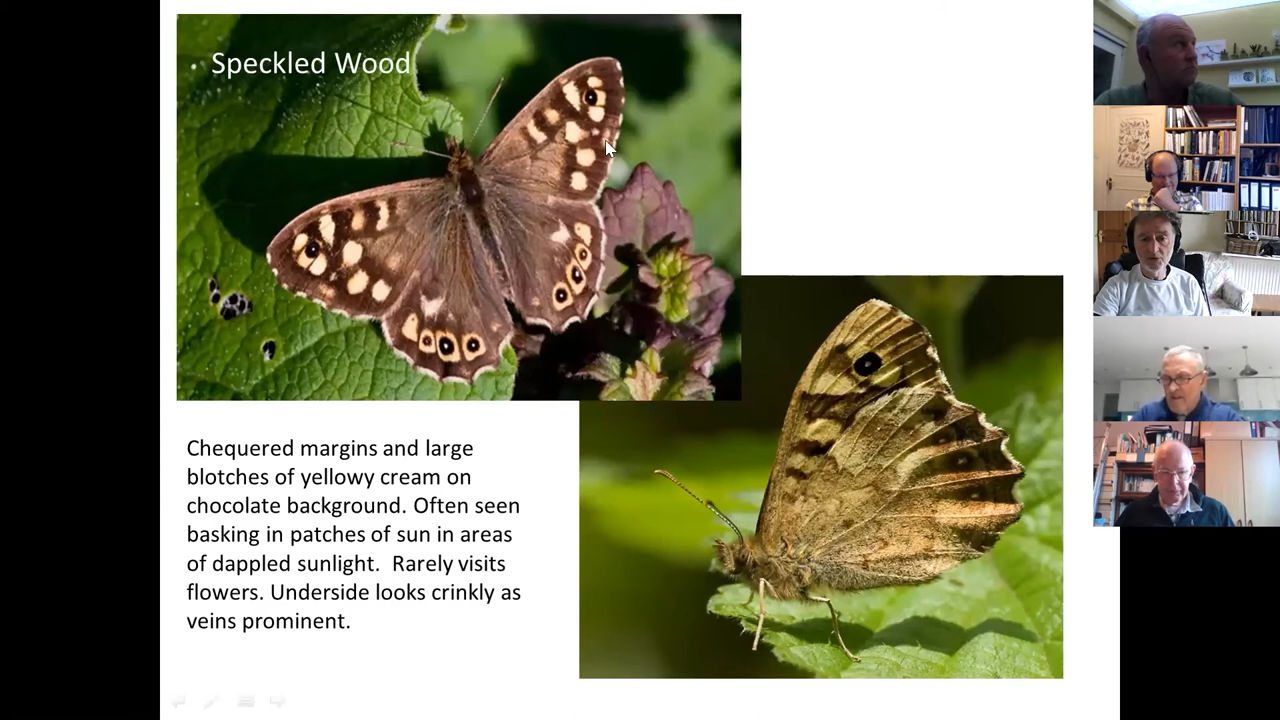 • Speckled Wood
Chequered margins and large
blotches of yellowy cream on
chocolate background. Often seen
basking in patches of sun in areas
of dappled sunlight.  Rarely visits
flowers. Underside looks crinkly as
veins prominent.